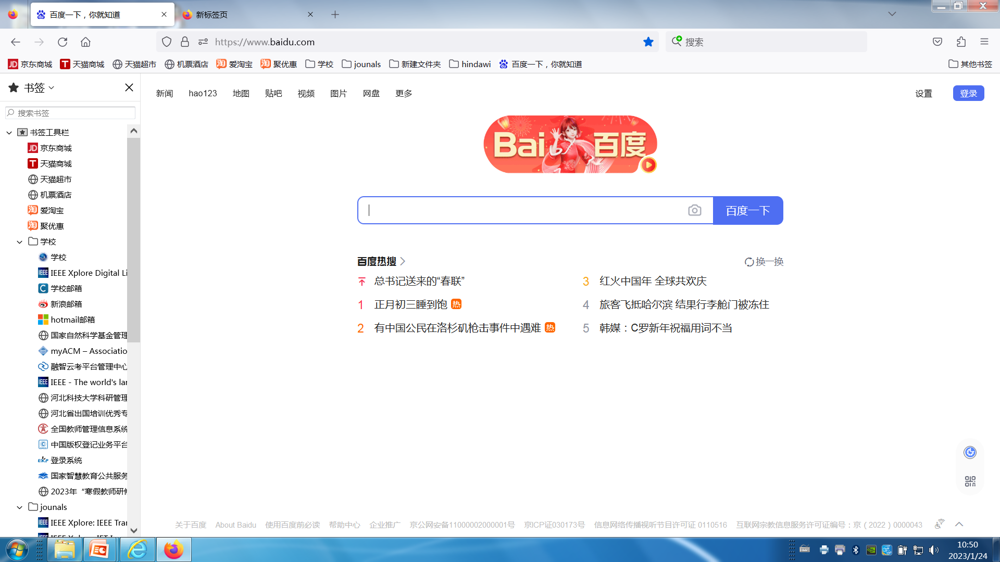 百度一下，你就知道
新标签页
https://www.baidu.com
搜索
京东商城 天猫商城 天猫超市 机票酒店 爱淘宝 聚优惠 学校 jounals 新建文件夹 hindawi 百度一下，你就知道 其他书签
书签
搜索书签
书签工具栏
京东商城
天猫商城
天猫超市
机票酒店
爱淘宝
聚优惠
学校
学校
IEEE Xplore Digital Li
学校邮箱
新浪邮箱
hotmail邮箱
国家自然科学基金管理
myACM – Associatio
融智云考平台管理中心
IEEE - The world's lar
河北科技大学科研管理
河北省出国培训优秀专
全国教师管理信息系统
中国版权登记业务平台
登录系统
国家智慧教育公共服务
2023年“寒假教师研修
jounals
IEEE Xplore: IEEE Tran
新闻 hao123 地图 贴吧 视频 图片 网盘 更多 设置 登录
Bai 百度
百度一下
百度热搜 换一换
总书记送来的“春联”
1 正月初三睡到饱 热
2 有中国公民在洛杉矶枪击事件中遇难 热
3 红火中国年 全球共欢庆
4 旅客飞抵哈尔滨 结果行李舱门被冻住
5 韩媒：C罗新年祝福用词不当
关于百度 About Baidu 使用百度前必读 帮助中心 企业推广 京公网安备11000002000001号 京ICP证030173号 信息网络传播视听节目许可证 0110516 互联网宗教信息服务许可证编号：京（2022）0000043
10:50
2023/1/24